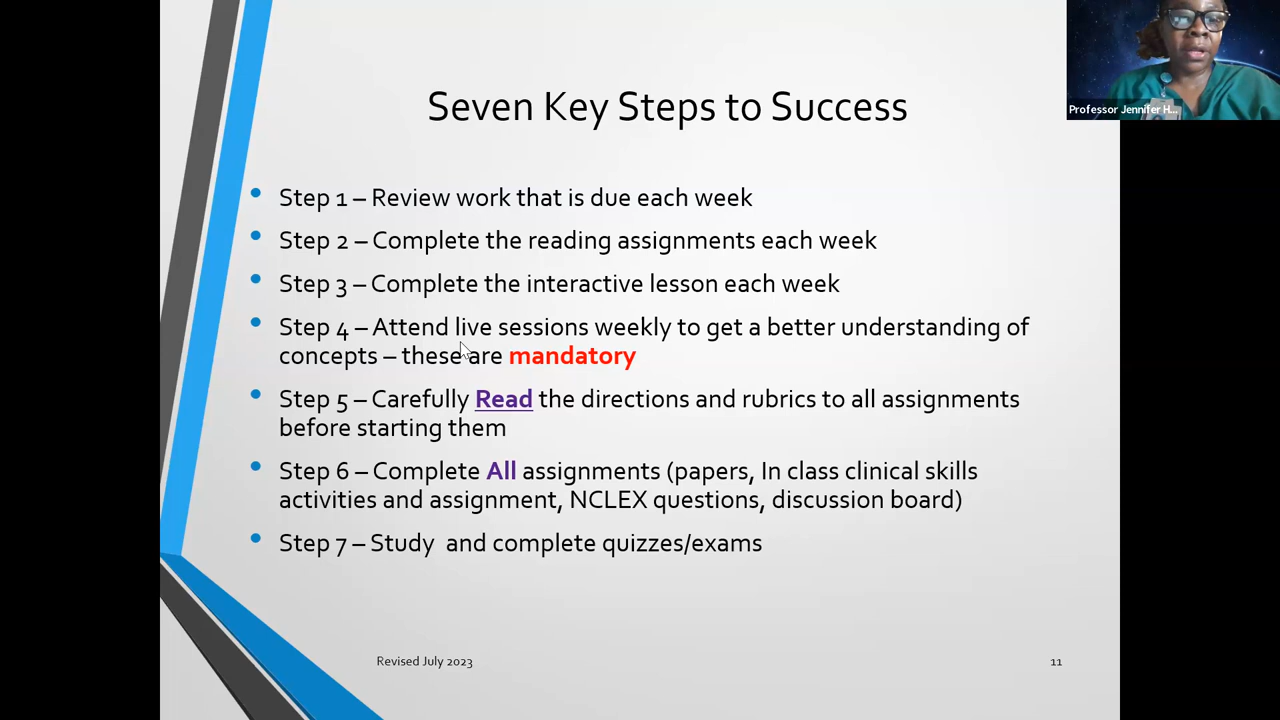 Seven Key Steps to Success
Professor Jennifer H...
• Step 1 – Review work that is due each week
• Step 2 – Complete the reading assignments each week
• Step 3 – Complete the interactive lesson each week
• Step 4 – Attend live sessions weekly to get a better understanding of
concepts – these are mandatory
• Step 5 – Carefully Read the directions and rubrics to all assignments
before starting them
• Step 6 – Complete All assignments (papers, In class clinical skills
activities and assignment, NCLEX questions, discussion board)
• Step 7 – Study  and complete quizzes/exams
Revised July 2023
11